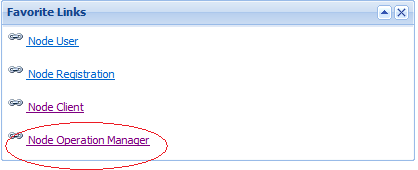 Favorite Links
Node User
Node Registration
Node Client
Node Operation Manager